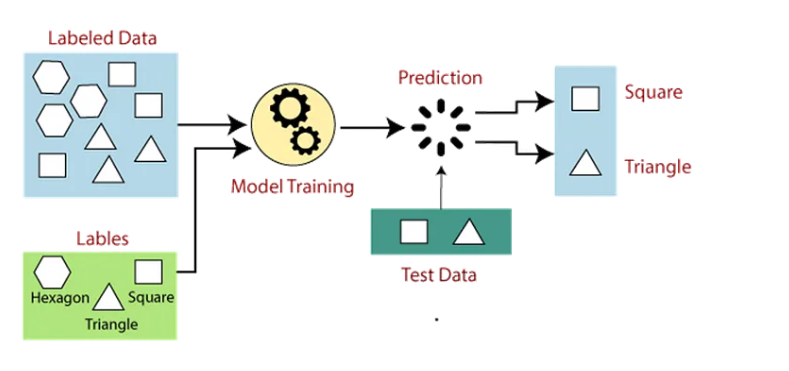 Labeled Data
Prediction
Square
Model Training
Triangle
Lables
Hexagon
Square
Triangle
Test Data
.